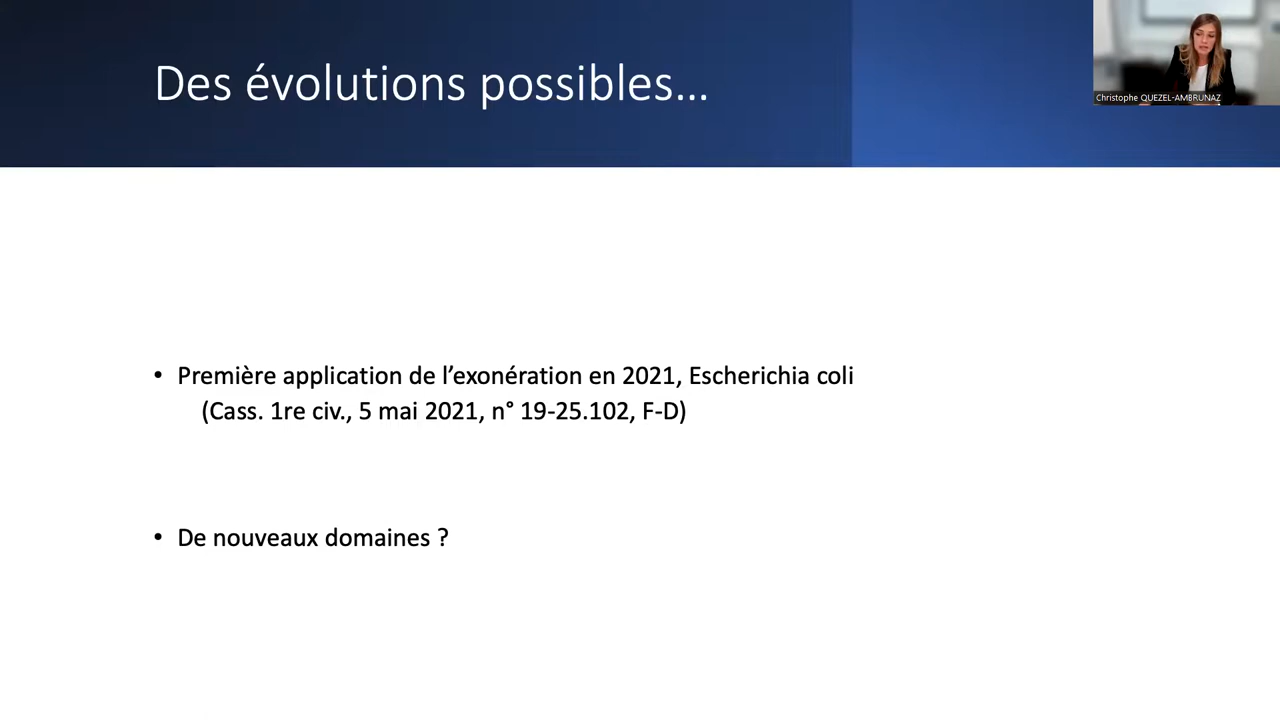 Des évolutions possibles...
Christophe QUEZEL-AMBRUNAZ
• Première application de l’exonération en 2021, Escherichia coli
(Cass. 1re civ., 5 mai 2021, n° 19-25.102, F-D)
• De nouveaux domaines ?